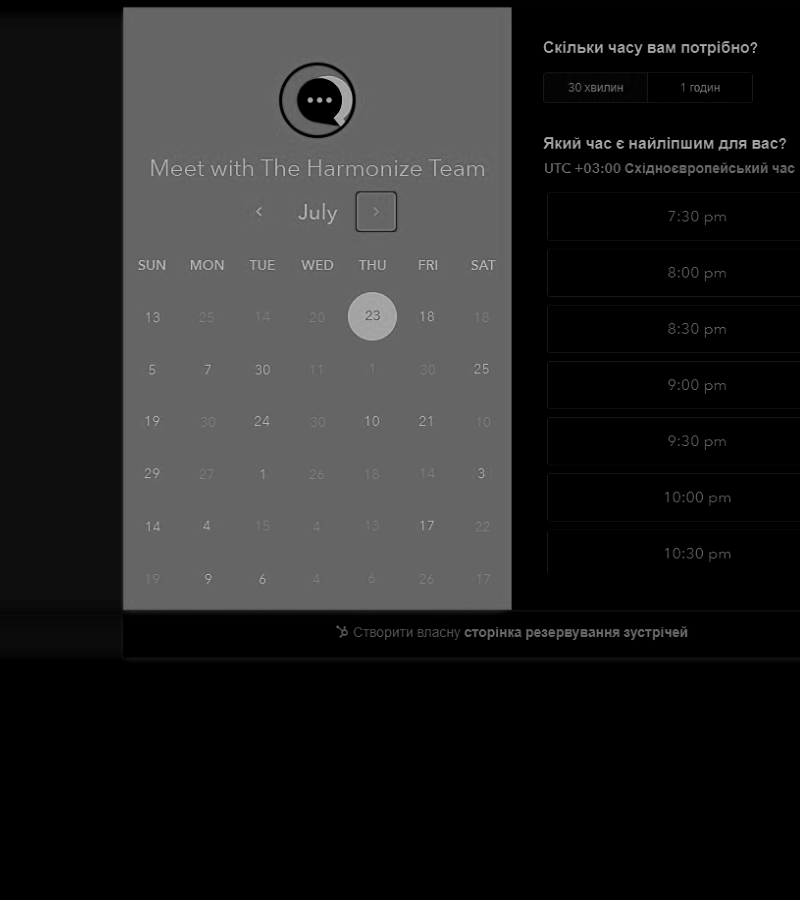 Meet with The Harmonize Team
July
SUN MON TUE WED THU FRI SAT
13 25 14 20 23 18 18
5 7 30 11 1 30 25
19 30 24 30 10 21 10
29 27 1 26 18 14 3
14 4 15 4 13 17 22
19 9 6 4 6 26 17
Скільки часу вам потрібно?
30 хвилин 1 годин
Який час є найліпшим для вас?
UTC +03:00 Східноєвропейський час
7:30 pm
8:00 pm
8:30 pm
9:00 pm
9:30 pm
10:00 pm
10:30 pm
Створити власну сторінка резервування зустрічей